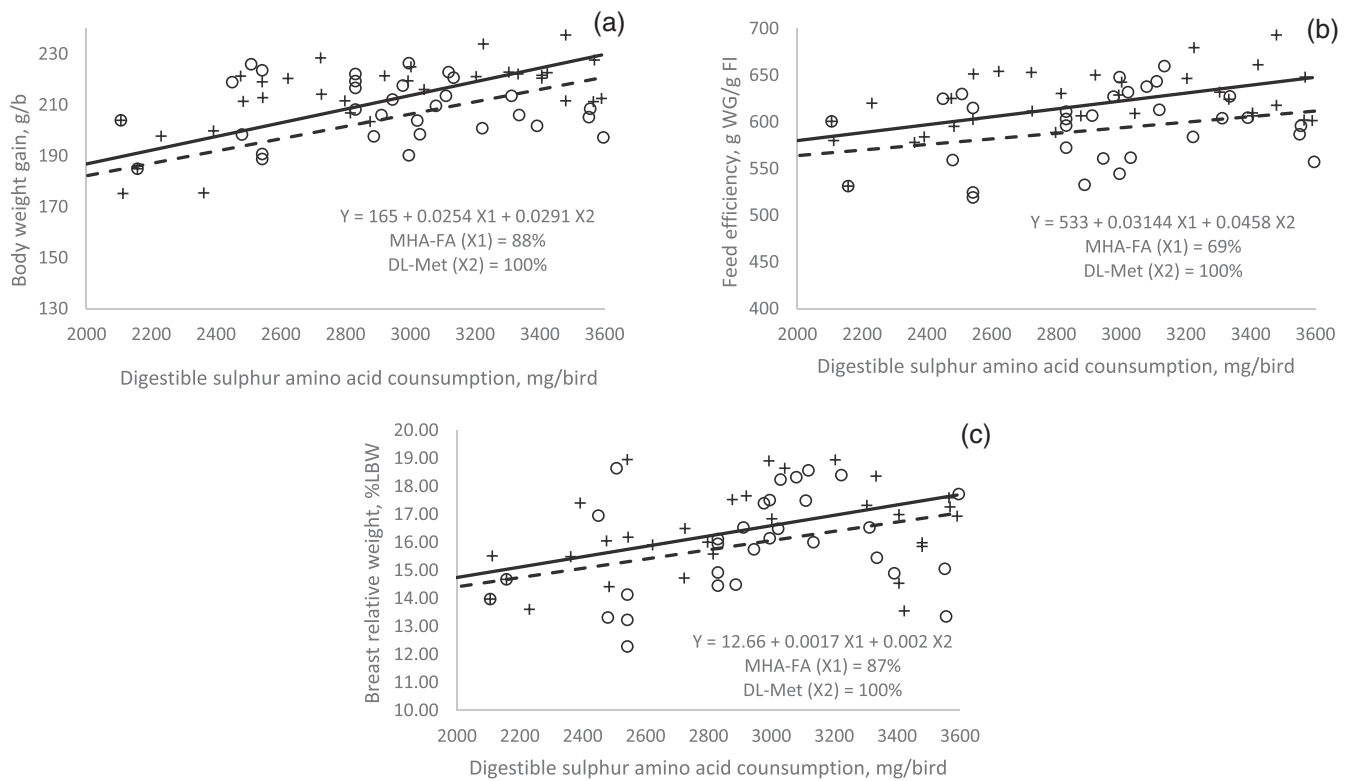 (a)
Body weight gain, g/b
230
210
190
170
150
130
Y = 165 + 0.0254 X1 + 0.0291 X2
MHA-FA (X1) = 88%
DL-Met (X2) = 100%
2000 2200 2400 2600 2800 3000 3200 3400 3600
Digestible sulphur amino acid counsumption, mg/bird
(b)
Feed efficiency, g WG/g FI
700
650
600
550
500
450
400
Y = 533 + 0.03144 X1 + 0.0458 X2
MHA-FA (X1) = 69%
DL-Met (X2) = 100%
2000 2200 2400 2600 2800 3000 3200 3400 3600
Digestible sulphur amino acid counsumption, mg/bird
(c)
Breast relative weight, %LBW
20.00
19.00
18.00
17.00
16.00
15.00
14.00
13.00
12.00
11.00
10.00
Y = 12.66 + 0.0017 X1 + 0.002 X2
MHA-FA (X1) = 87%
DL-Met (X2) = 100%
2000 2200 2400 2600 2800 3000 3200 3400 3600
Digestible sulphur amino acid counsumption, mg/bird